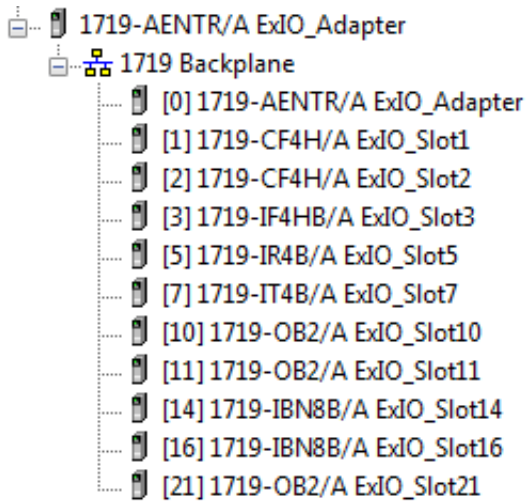 1719-AENTR/A ExIO_Adapter
1719 Backplane
[0] 1719-AENTR/A ExIO_Adapter
[1] 1719-CF4H/A ExIO_Slot1
[2] 1719-CF4H/A ExIO_Slot2
[3] 1719-IF4HB/A ExIO_Slot3
[5] 1719-IR4B/A ExIO_Slot5
[7] 1719-IT4B/A ExIO_Slot7
[10] 1719-OB2/A ExIO_Slot10
[11] 1719-OB2/A ExIO_Slot11
[14] 1719-IBN8B/A ExIO_Slot14
[16] 1719-IBN8B/A ExIO_Slot16
[21] 1719-OB2/A ExIO_Slot21